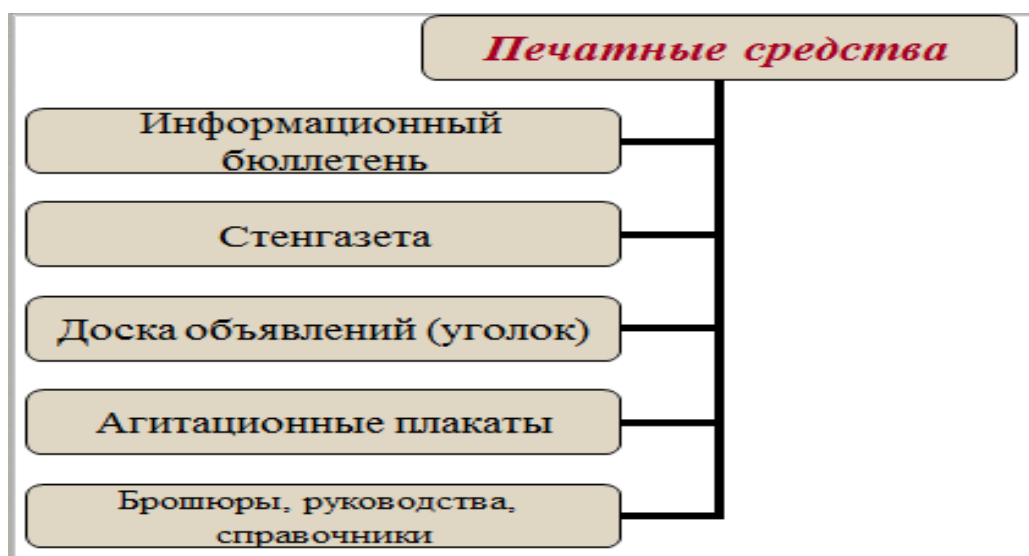 Печатные средства
Информационный
бюллетень
Стенгазета
Доска объявлений (уголок)
Агитационные плакаты
Брошюры, руководства,
справочники